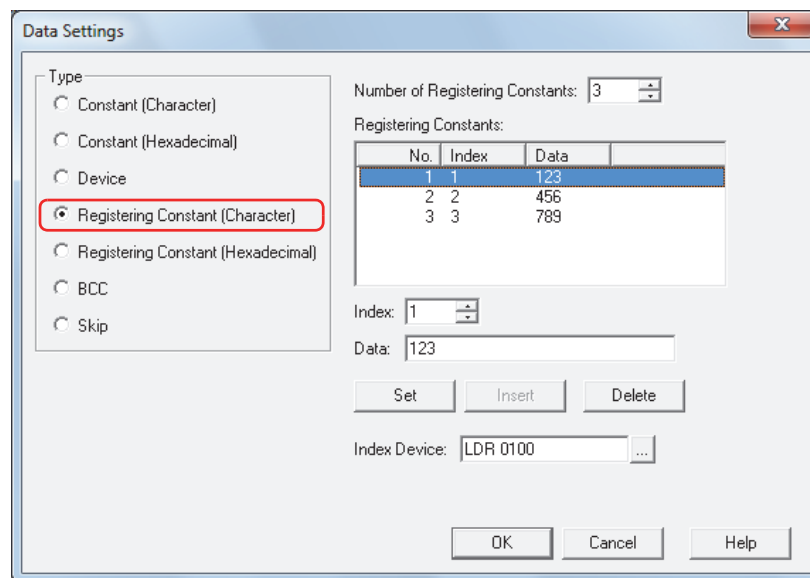 Data Settings
X
Type
Constant (Character)
Constant (Hexadecimal)
Device
Registering Constant (Character)
Registering Constant (Hexadecimal)
BCC
Skip
Number of Registering Constants: 3
Registering Constants:
No. Index Data
1 1 123
2 2 456
3 3 789
Index: 1
Data: 123
Set Insert Delete
Index Device: LDR 0100 ...
OK Cancel Help